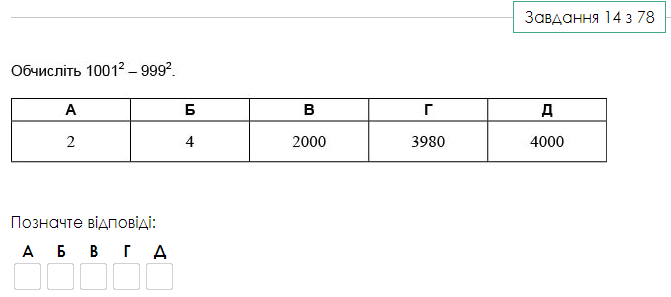 Завдання 14 з 78
Обчисліть 1001² – 999².
А Б В Г Д
2 4 2000 3980 4000
Позначте відповіді:
А Б В Г Д